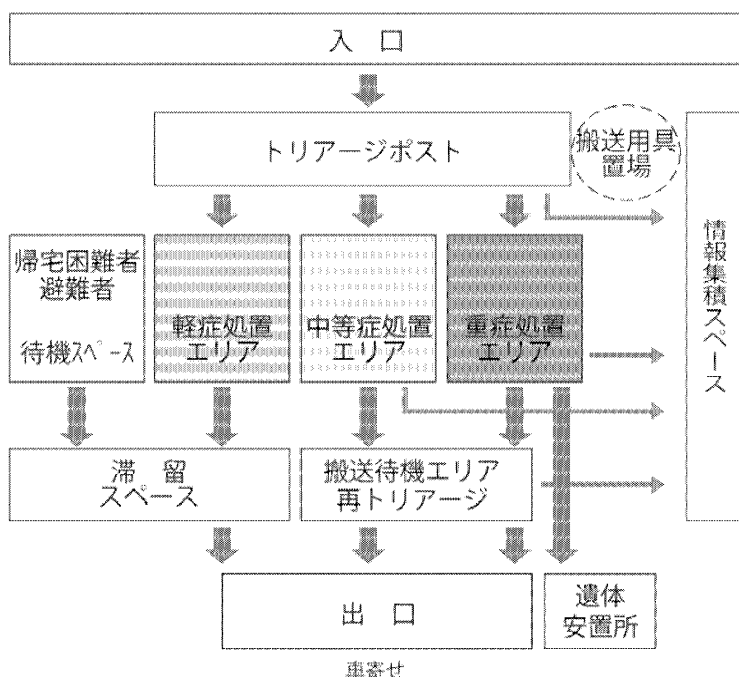 入 口
トリアージポスト
搬送用具
置場
情報集積スペース
帰宅困難者
避難者
待機スペース
軽症処置
エリア
中等症処置
エリア
重症処置
エリア
滞 留
スペース
搬送待機エリア
再トリアージ
出 口
遺体
安置所
車寄せ